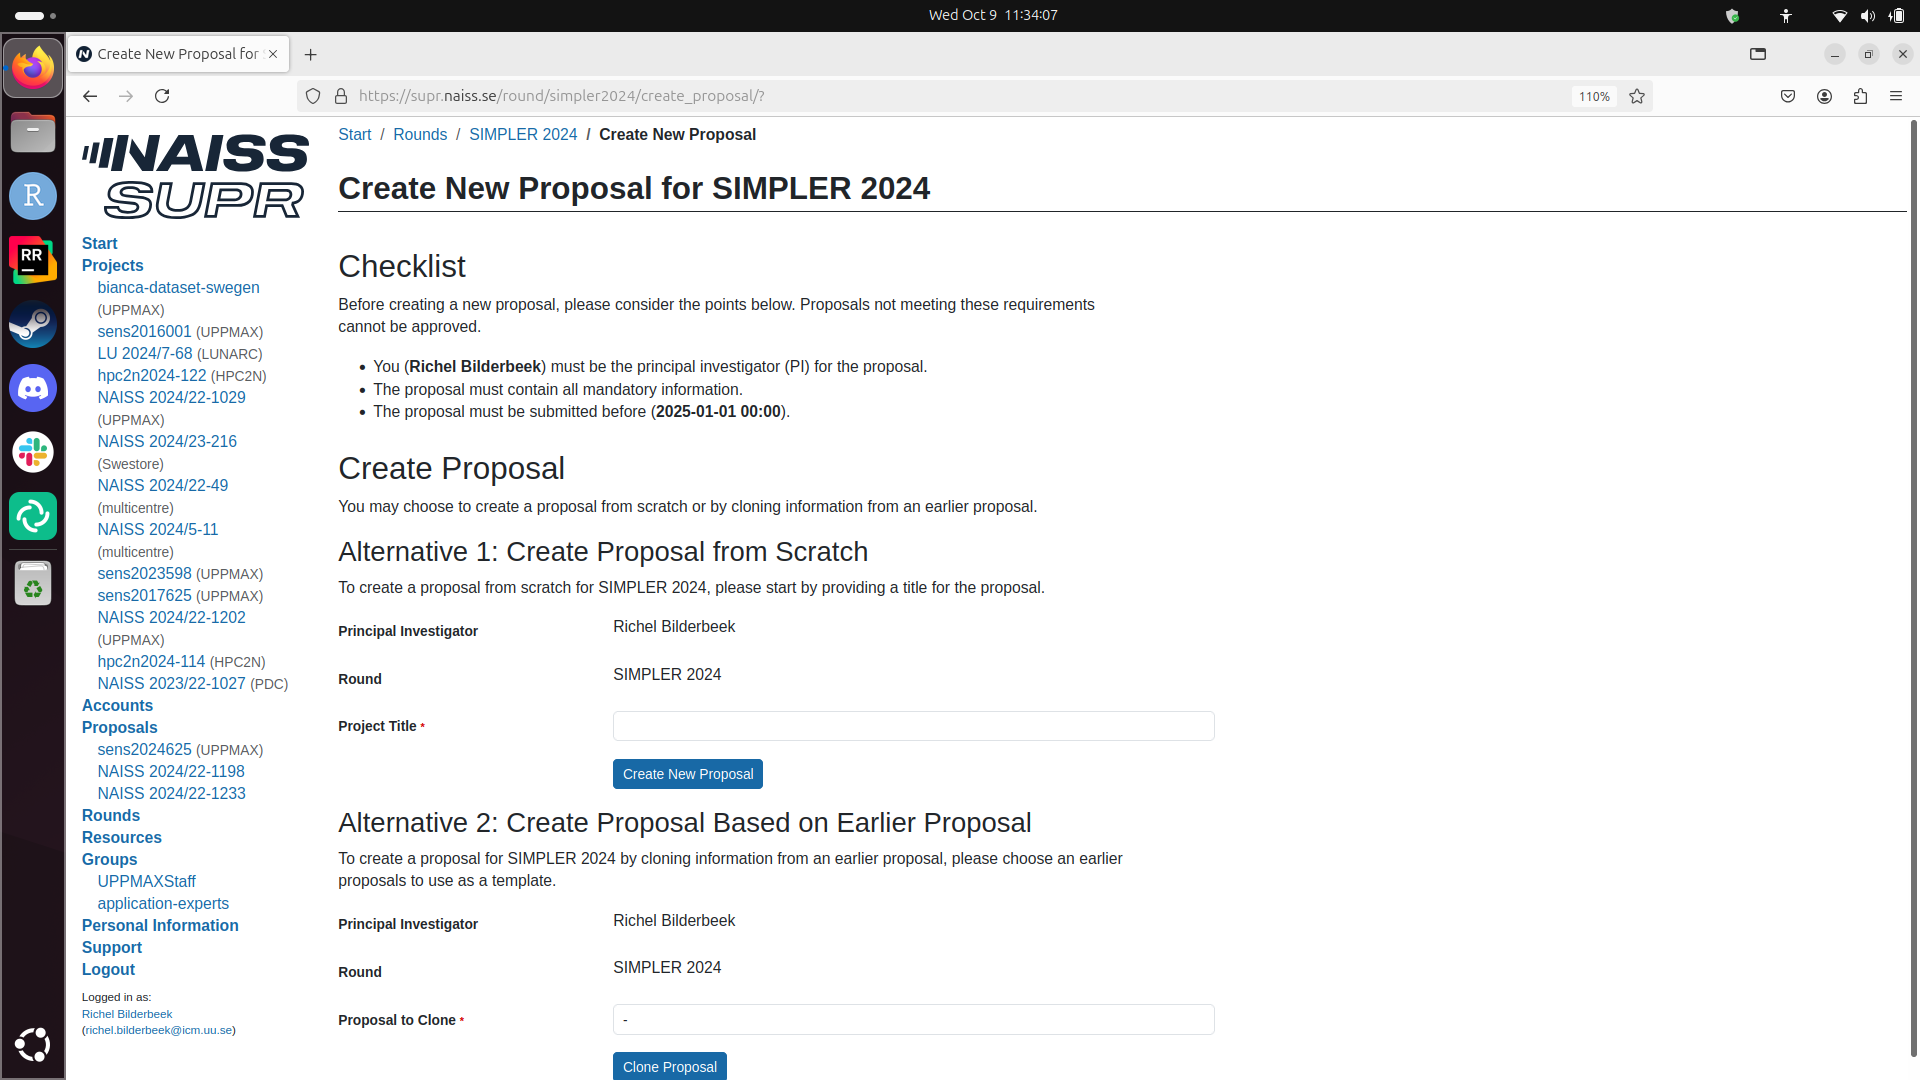 Wed Oct 9 11:34:07
Create New Proposal for
https://supr.naiss.se/round/simpler2024/create_proposal/?
110%
NAISS
SUPR
Start
Projects
bianca-dataset-swegen
(UPPMAX)
sens2016001 (UPPMAX)
LU 2024/7-68 (LUNARC)
hpc2n2024-122 (HPC2N)
NAISS 2024/22-1029
(UPPMAX)
NAISS 2024/23-216
(Swestore)
NAISS 2024/22-49
(multicentre)
NAISS 2024/5-11
(multicentre)
sens2023598 (UPPMAX)
sens2017625 (UPPMAX)
NAISS 2024/22-1202
(UPPMAX)
hpc2n2024-114 (HPC2N)
NAISS 2023/22-1027 (PDC)
Accounts
Proposals
sens2024625 (UPPMAX)
NAISS 2024/22-1198
NAISS 2024/22-1233
Rounds
Resources
Groups
UPPMAXStaff
application-experts
Personal Information
Support
Logout
Logged in as:
Richel Bilderbeek
(richel.bilderbeek@icm.uu.se)
Start / Rounds / SIMPLER 2024 / Create New Proposal
Create New Proposal for SIMPLER 2024
Checklist
Before creating a new proposal, please consider the points below. Proposals not meeting these requirements
cannot be approved.
• You (Richel Bilderbeek) must be the principal investigator (PI) for the proposal.
• The proposal must contain all mandatory information.
• The proposal must be submitted before (2025-01-01 00:00).
Create Proposal
You may choose to create a proposal from scratch or by cloning information from an earlier proposal.
Alternative 1: Create Proposal from Scratch
To create a proposal from scratch for SIMPLER 2024, please start by providing a title for the proposal.
Principal Investigator Richel Bilderbeek
Round SIMPLER 2024
Project Title *
Create New Proposal
Alternative 2: Create Proposal Based on Earlier Proposal
To create a proposal for SIMPLER 2024 by cloning information from an earlier proposal, please choose an earlier
proposals to use as a template.
Principal Investigator Richel Bilderbeek
Round SIMPLER 2024
Proposal to Clone * -
Clone Proposal
R
RR